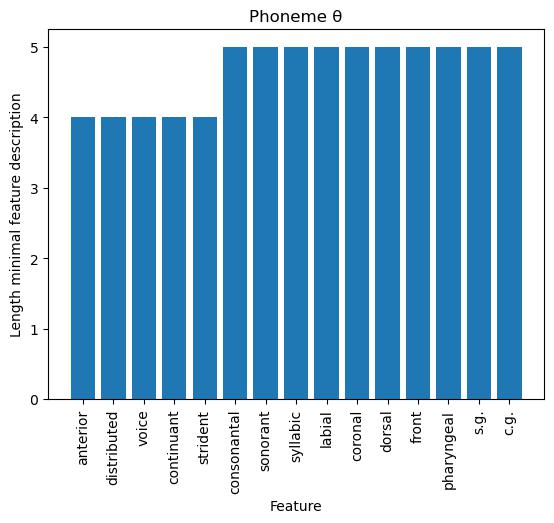 Phoneme θ
Length minimal feature description
5
4
3
2
1
0
anterior
distributed
voice
continuant
strident
consonantal
sonorant
syllabic
labial
coronal
dorsal
front
pharyngeal
s.g.
c.g.
Feature